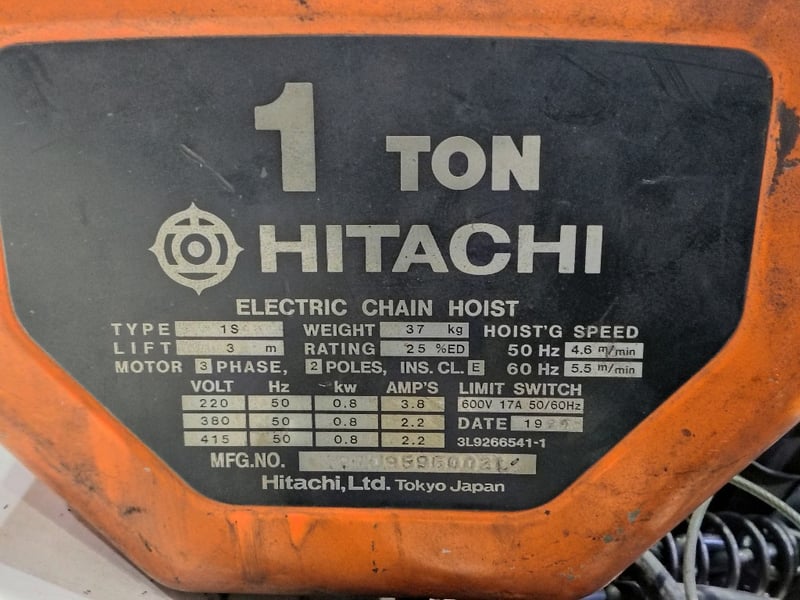 1 TON
HITACHI
ELECTRIC CHAIN HOIST
TYPE 1S WEIGHT 37 kg HOIST'G SPEED
LIFT 3 m RATING 25 %ED 50 Hz 4.6 m/min
MOTOR 3 PHASE, 2 POLES, INS. CL. E 60 Hz 5.5 m/min
VOLT Hz kw AMP'S LIMIT SWITCH
220 50 0.8 3.8 600V 17A 50/60Hz
380 50 0.8 2.2 DATE
415 50 0.8 2.2 3L9266541-1
MFG.NO.
Hitachi, Ltd. Tokyo Japan